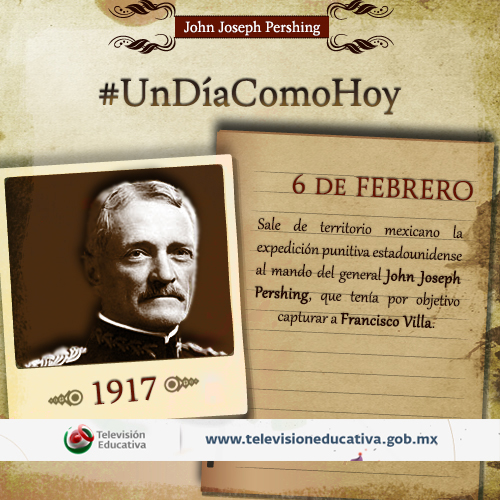 John Joseph Pershing
#UnDíaComoHoy
6 DE FEBRERO
Sale de territorio mexicano la
expedición punitiva estadounidense
al mando del general John Joseph
Pershing, que tenía por objetivo
capturar a Francisco Villa.
1917
Televisión
Educativa
www.televisioneducativa.gob.mx